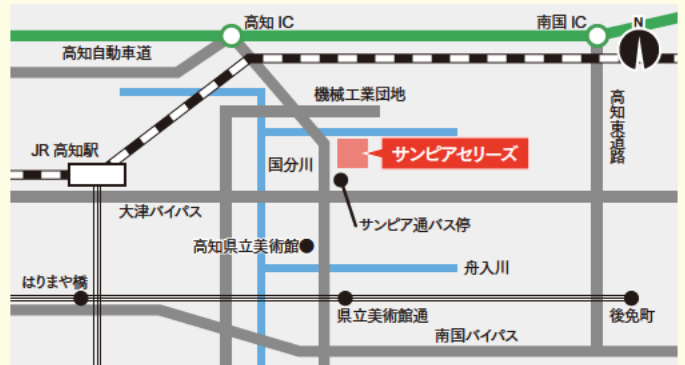 高知 IC
南国 IC
N
高知自動車道
機械工業団地
高知東道路
JR 高知駅
国分川
サンピアセリーズ
大津バイパス
サンピア通バス停
高知県立美術館
舟入川
はりまや橋
県立美術館通
後免町
南国バイパス